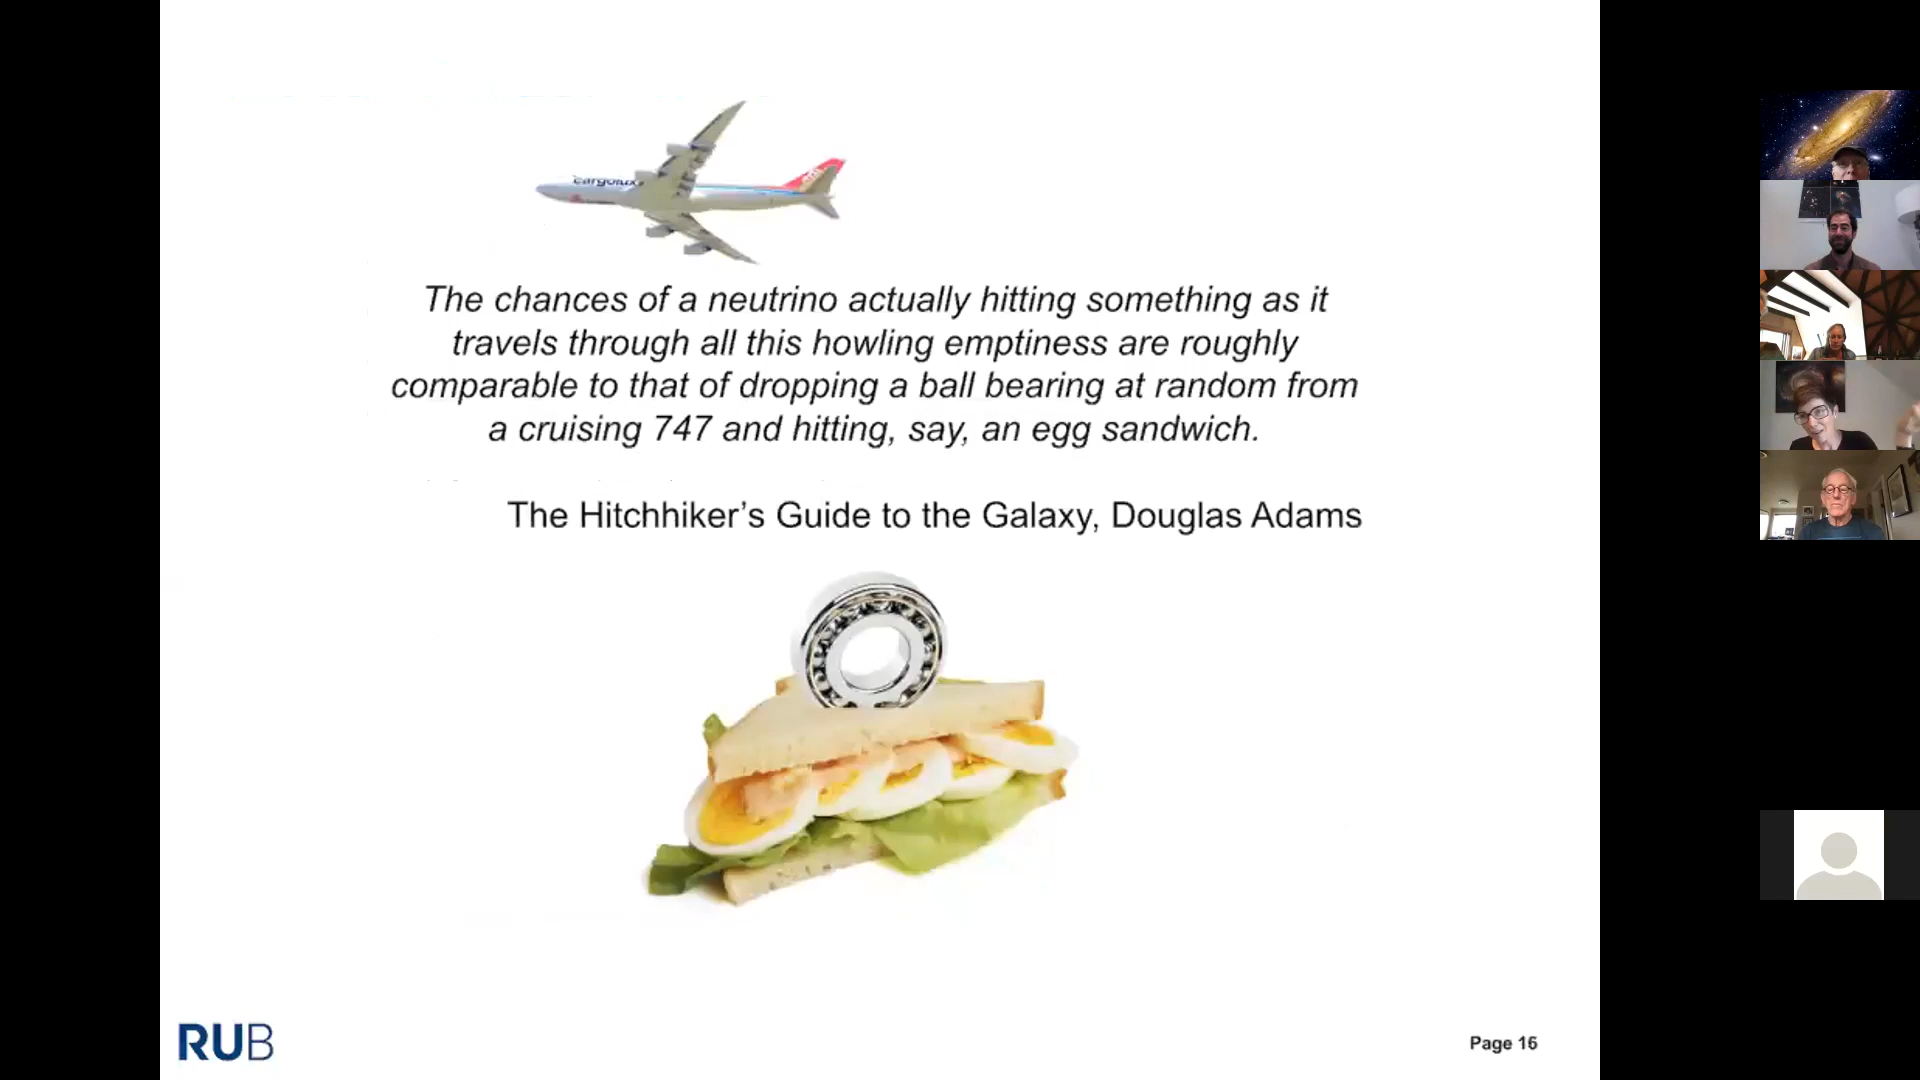 cargolux
The chances of a neutrino actually hitting something as it
travels through all this howling emptiness are roughly
comparable to that of dropping a ball bearing at random from
a cruising 747 and hitting, say, an egg sandwich.
The Hitchhiker’s Guide to the Galaxy, Douglas Adams
RUB
Page 16